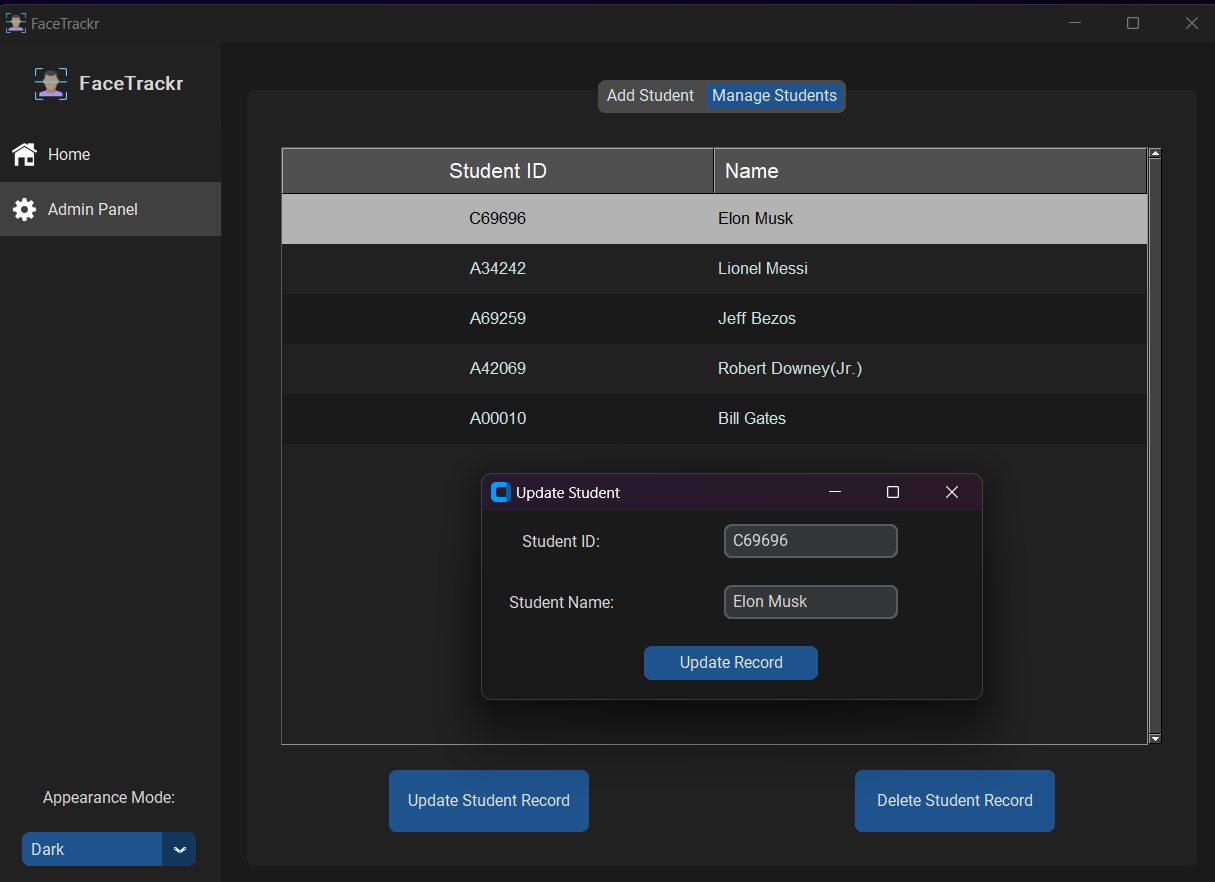 FaceTrackr
FaceTrackr
Home
Admin Panel
Add Student Manage Students
Student ID Name
C69696 Elon Musk
A34242 Lionel Messi
A69259 Jeff Bezos
A42069 Robert Downey(Jr.)
A00010 Bill Gates
Update Student
Student ID: C69696
Student Name: Elon Musk
Update Record
Update Student Record Delete Student Record
Appearance Mode:
Dark